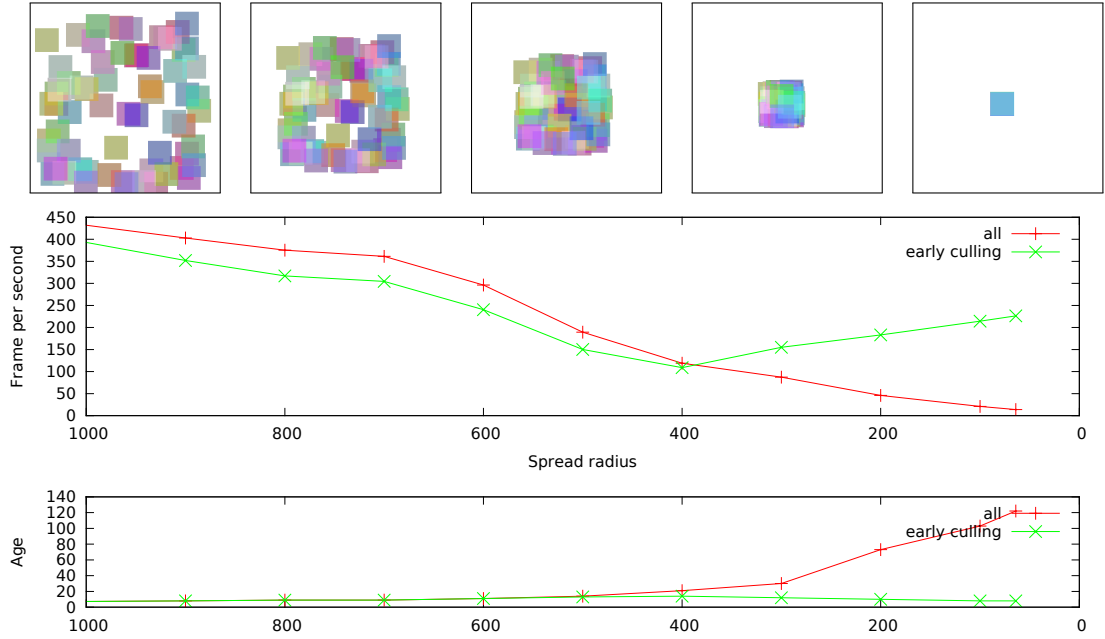 450
400
350
300
250
200
150
100
50
0
Frame per second
all
early culling
1000 800 600 400 200 0
Spread radius
140
120
100
80
60
40
20
0
Age
all
early culling
1000 800 600 400 200 0